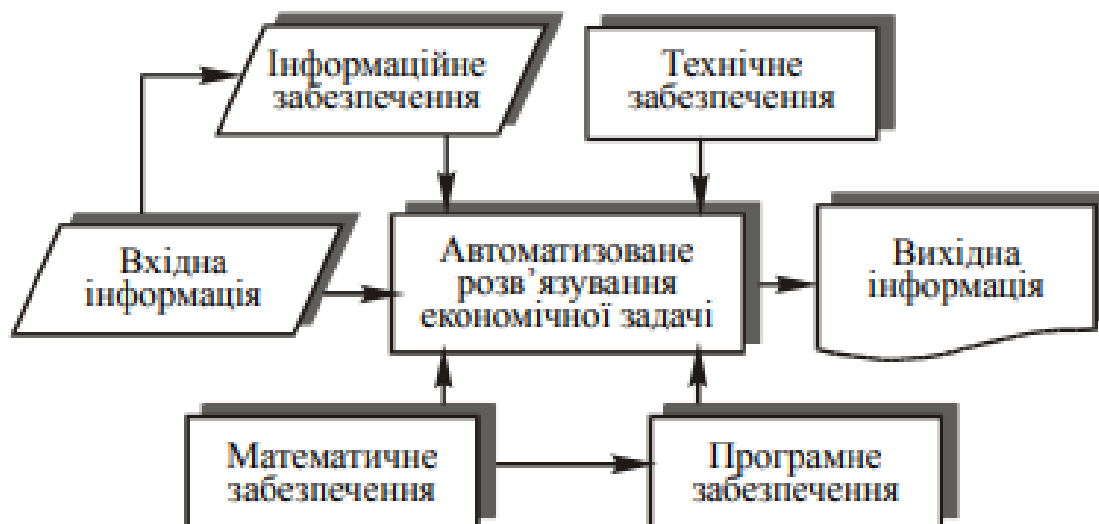 Інформаційне
забезпечення
Технічне
забезпечення
Вхідна
інформація
Автоматизоване
розв’язування
економічної задачі
Вихідна
інформація
Математичне
забезпечення
Програмне
забезпечення